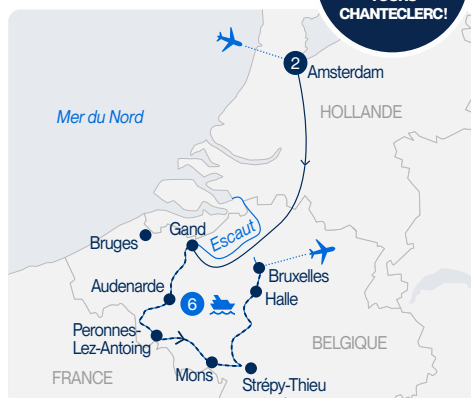 CHANTECLERC!
2
Amsterdam
HOLLANDE
Mer du Nord
Escaut
Gand
Bruges
Bruxelles
Halle
Audenarde
6
Peronnes-
Lez-Antoing
BELGIQUE
FRANCE
Mons
Strépy-Thieu